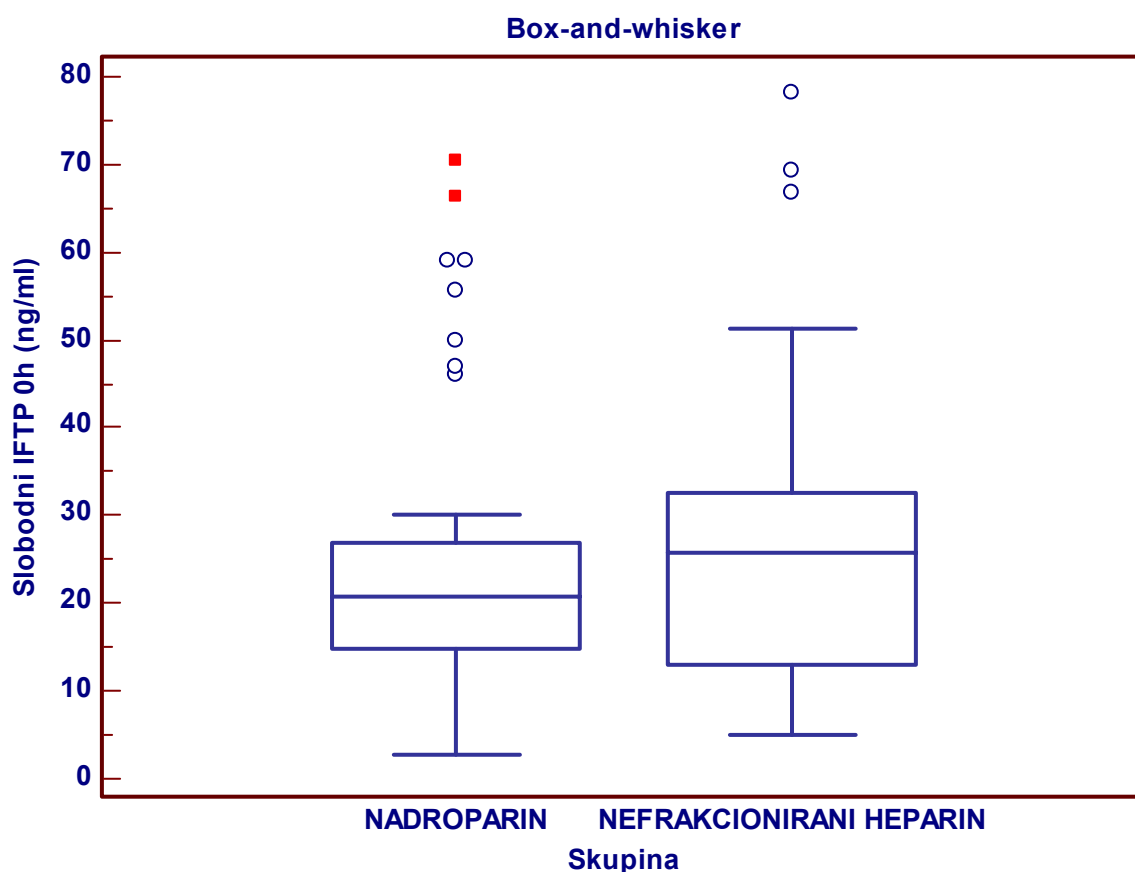 Box-and-whisker
80
70
60
50
40
30
20
10
0
Slobodni IFTP 0h (ng/ml)
NADROPARIN NEFRAKCIONIRANI HEPARIN
Skupina